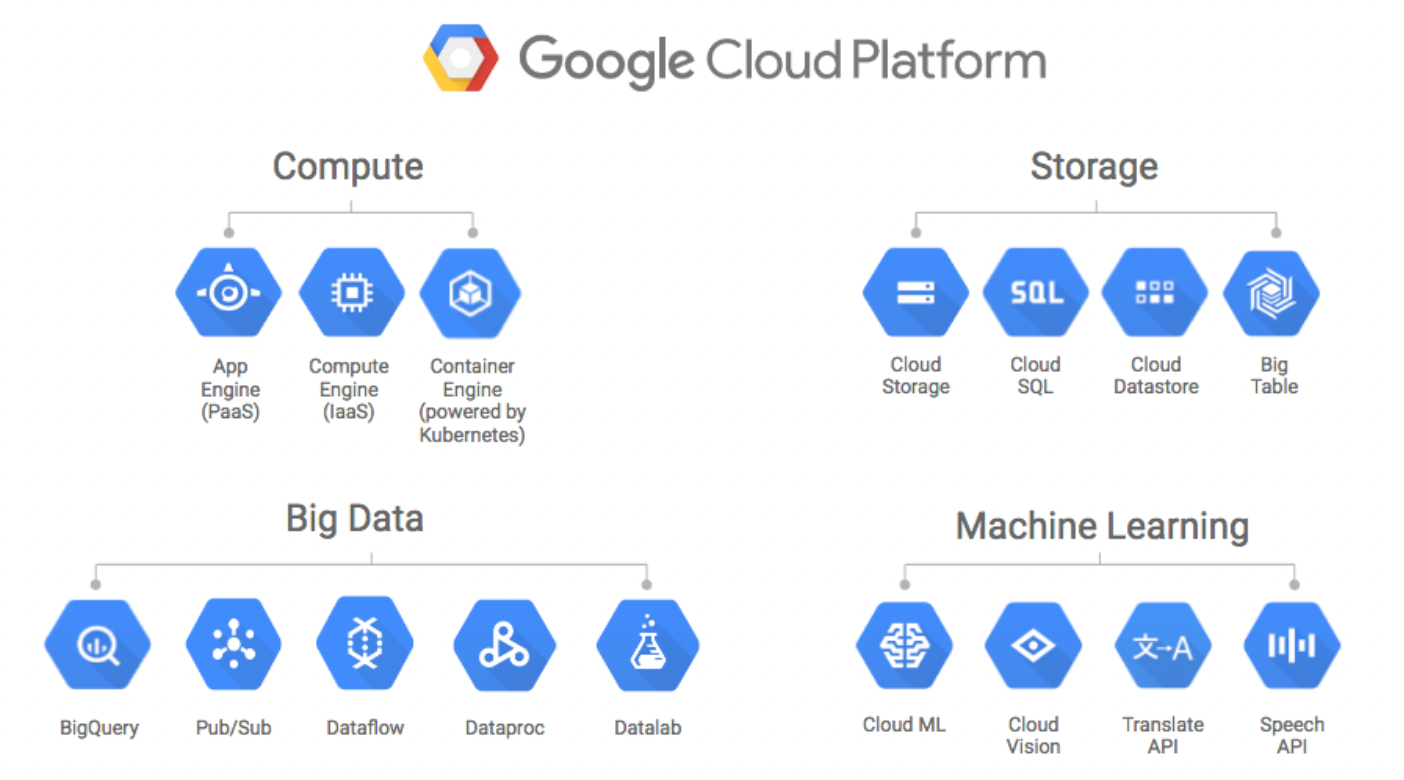 Google Cloud Platform
Compute
App
Engine
(PaaS)
Compute
Engine
(IaaS)
Container
Engine
(powered by
Kubernetes)
Storage
SQL
Cloud
Storage
Cloud
SQL
Cloud
Datastore
Big
Table
Big Data
BigQuery
Pub/Sub
Dataflow
Dataproc
Datalab
Machine Learning
文→A
Cloud ML
Cloud
Vision
Translate
API
Speech
API